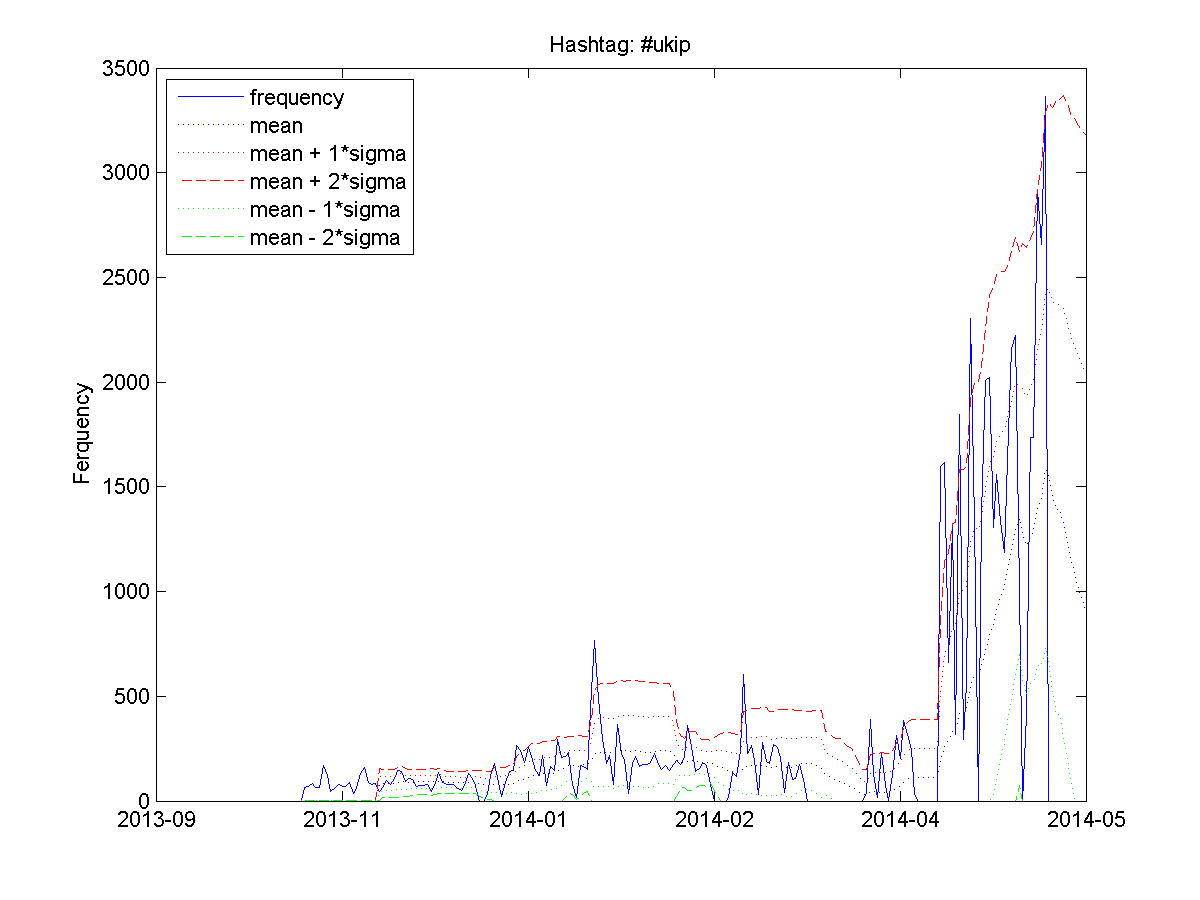 Hashtag: #ukip
3500
3000
2500
2000
1500
1000
500
0
Ferquency
frequency
mean
mean + 1*sigma
mean + 2*sigma
mean - 1*sigma
mean - 2*sigma
2013-09 2013-11 2014-01 2014-02 2014-04 2014-05